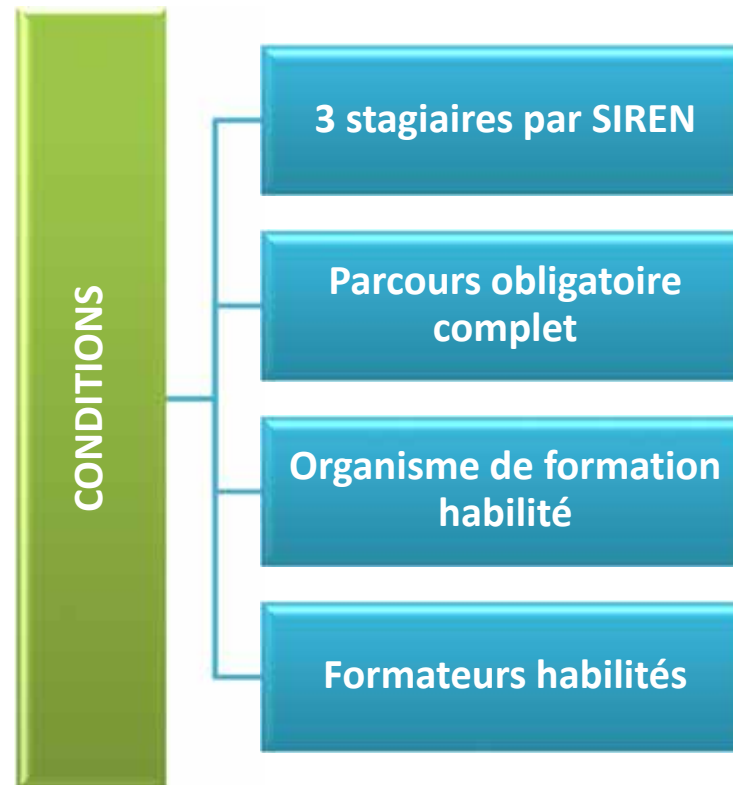 CONDITIONS
3 stagiaires par SIREN
Parcours obligatoire
complet
Organisme de formation
habilité
Formateurs habilités